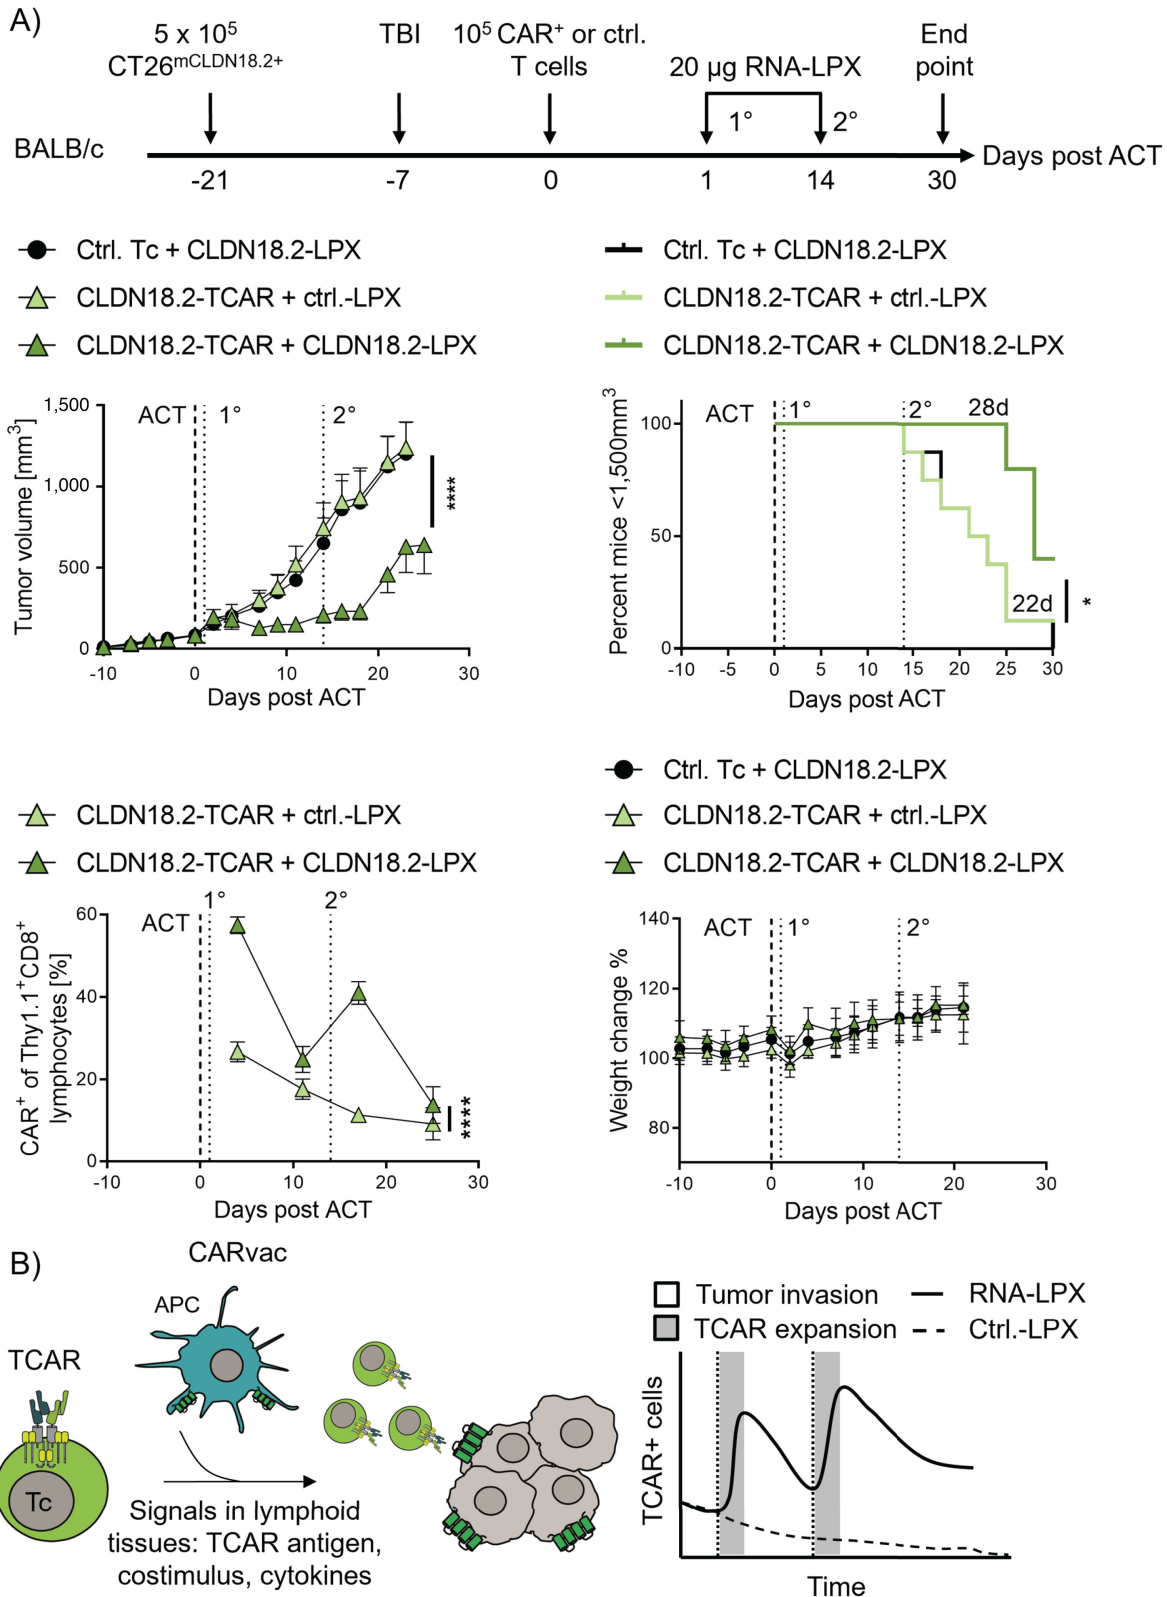 A)
5 x 10⁵
CT26mCLDN18.2+
TBI
10⁵ CAR⁺ or ctrl.
T cells
20 µg RNA-LPX
End
point
1°
2°
BALB/c
Days post ACT
-21
-7
0
1
14
30
Ctrl. Tc + CLDN18.2-LPX
CLDN18.2-TCAR + ctrl.-LPX
CLDN18.2-TCAR + CLDN18.2-LPX
Ctrl. Tc + CLDN18.2-LPX
CLDN18.2-TCAR + ctrl.-LPX
CLDN18.2-TCAR + CLDN18.2-LPX
Tumor volume [mm³]
1,500
1,000
500
0
ACT
1°
2°
****
-10
0
10
20
30
Days post ACT
Percent mice <1,500mm³
100
50
0
ACT
1°
2°
28d
22d
*
-10
-5
0
5
10
15
20
25
30
Days post ACT
CLDN18.2-TCAR + ctrl.-LPX
CLDN18.2-TCAR + CLDN18.2-LPX
CAR⁺ of Thy1.1⁺CD8⁺
lymphocytes [%]
60
40
20
0
ACT
1°
2°
****
-10
0
10
20
30
Days post ACT
Ctrl. Tc + CLDN18.2-LPX
CLDN18.2-TCAR + ctrl.-LPX
CLDN18.2-TCAR + CLDN18.2-LPX
Weight change %
140
120
100
80
ACT
1°
2°
-10
0
10
20
30
Days post ACT
B)
CARvac
APC
TCAR
Tc
Signals in lymphoid
tissues: TCAR antigen,
costimulus, cytokines
Tumor invasion
RNA-LPX
TCAR expansion
Ctrl.-LPX
TCAR+ cells
Time